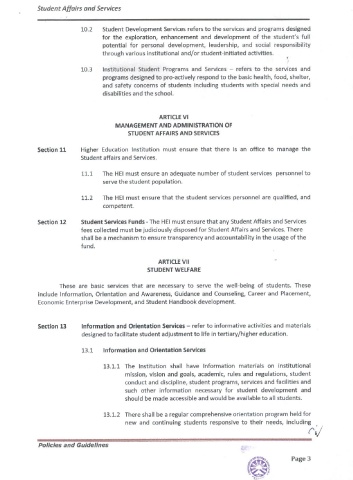 Student Affairs and Services
10.2 Student Development Services refers to the services and programs designed
for the exploration, enhancement and development of the student's full
potential for personal development, leadership, and social responsibility
through various institutional and/or student-initiated activities.
10.3 Institutional Student Programs and Services – refers to the services and
programs designed to pro-actively respond to the basic health, food, shelter,
and safety concerns of students including students with special needs and
disabilities and the school.
ARTICLE VI
MANAGEMENT AND ADMINISTRATION OF
STUDENT AFFAIRS AND SERVICES
Section 11 Higher Education Institution must ensure that there is an office to manage the
Student affairs and Services.
11.1 The HEI must ensure an adequate number of student services personnel to
serve the student population.
11.2 The HEI must ensure that the student services personnel are qualified, and
competent.
Section 12 Student Services Funds - The HEI must ensure that any Student Affairs and Services
fees collected must be judiciously disposed for Student Affairs and Services. There
shall be a mechanism to ensure transparency and accountability in the usage of the
fund.
ARTICLE VII
STUDENT WELFARE
These are basic services that are necessary to serve the well-being of students. These
include Information, Orientation and Awareness, Guidance and Counseling, Career and Placement,
Economic Enterprise Development, and Student Handbook development.
Section 13 Information and Orientation Services – refer to informative activities and materials
designed to facilitate student adjustment to life in tertiary/higher education.
13.1 Information and Orientation Services
13.1.1 The Institution shall have Information materials on institutional
mission, vision and goals, academic, rules and regulations, student
conduct and discipline, student programs, services and facilities and
such other information necessary for student development and
should be made accessible and would be available to all students.
13.1.2 There shall be a regular comprehensive orientation program held for
new and continuing students responsive to their needs, including
Policies and Guidelines
Page 3